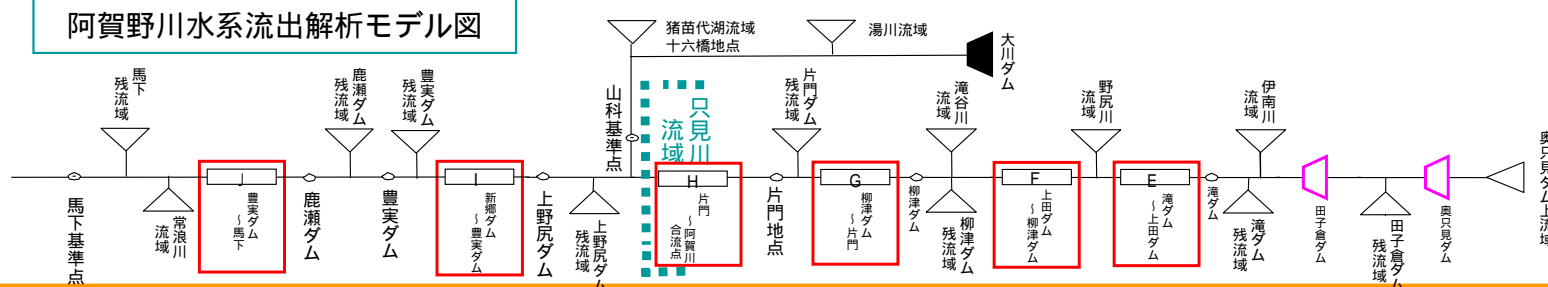 阿賀野川水系流出解析モデル図
猪苗代湖流域
十六橋地点
湯川流域
大川ダム
馬下
残流域
鹿瀬ダム
残流域
豊実ダム
残流域
山科基準点
只見川
流域
片門ダム
残流域
滝谷川
流域
野尻川
流域
伊南川
流域
奥只見ダム上流域
馬下基準点
常浪川
流域
J
豊実ダム
~馬下
鹿瀬ダム
豊実ダム
I
新郷ダム
~豊実ダム
上野尻ダム
上野尻ダム
残流域
H
片門
~阿賀川
合流点
片門地点
G
柳津ダム
~片門
柳津ダム
柳津ダム
残流域
F
上田ダム
~柳津ダム
E
滝ダム
~上田ダム
滝ダム
滝ダム
残流域
田子倉ダム
田子倉ダム
残流域
奥只見ダム